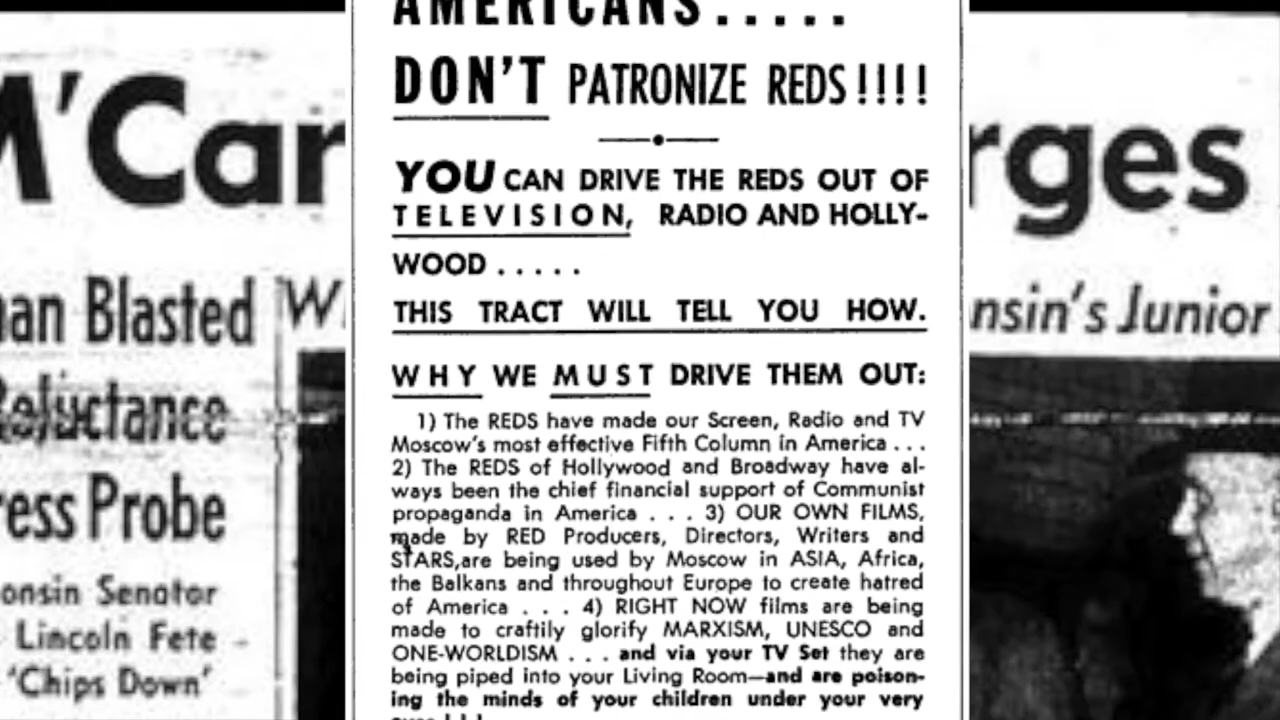 M'Car
an Blasted
Reluctance
ress Probe
onsin Senator
Lincoln Fete -
'Chips Down'
W
AMERICANS.....
DON'T PATRONIZE REDS!!!!
YOU CAN DRIVE THE REDS OUT OF
TELEVISION, RADIO AND HOLLY-
WOOD.....
THIS TRACT WILL TELL YOU HOW.
WHY WE MUST DRIVE THEM OUT:
1) The REDS have made our Screen, Radio and TV
Moscow's most effective Fifth Column in America . . .
2) The REDS of Hollywood and Broadway have al-
ways been the chief financial support of Communist
propaganda in America . . . 3) OUR OWN FILMS,
made by RED Producers, Directors, Writers and
STARS,are being used by Moscow in ASIA, Africa,
the Balkans and throughout Europe to create hatred
of America . . . 4) RIGHT NOW films are being
made to craftily glorify MARXISM, UNESCO and
ONE-WORLDISM . . . and via your TV Set they are
being piped into your Living Room—and are poison-
ing the minds of your children under your very
rges
nsin's Junior